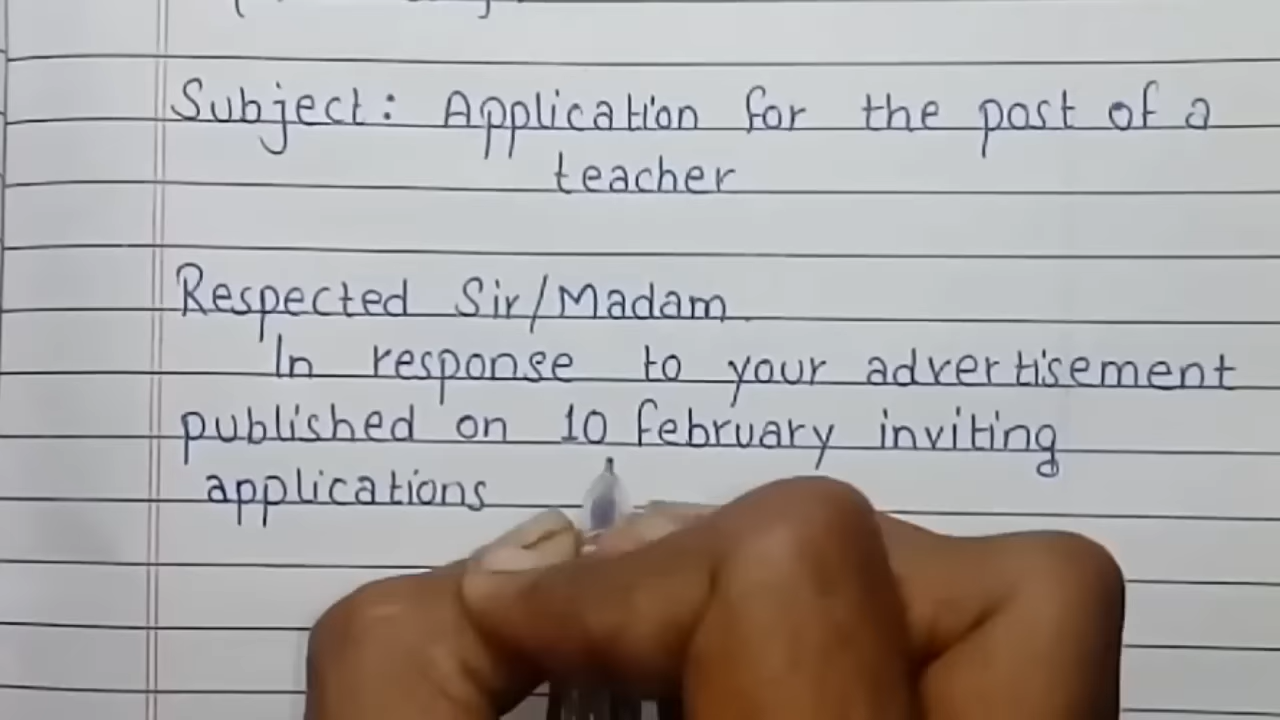 Subject: Application for the post of a
teacher
Respected Sir/Madam
In response to your advertisement
published on 10 february inviting
applications